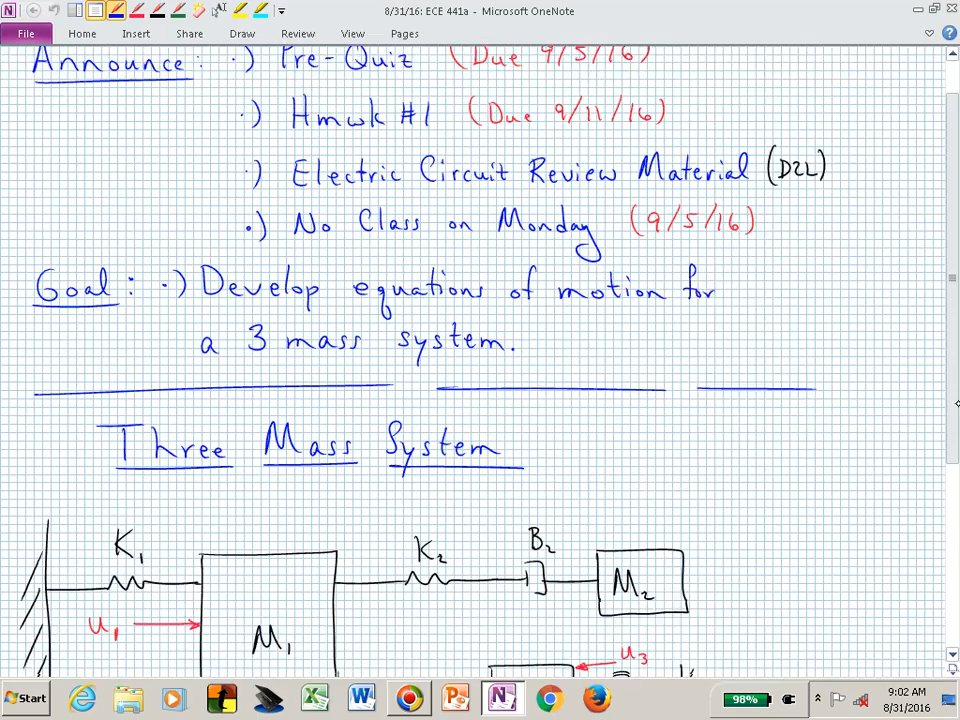 8/31/16: ECE 441a - Microsoft OneNote
File Home Insert Share Draw Review View Pages
Announce: ·) Pre-Quiz (Due 9/5/16)
·) Hmwk #1 (Due 9/11/16)
·) Electric Circuit Review Material (D2L)
·) No Class on Monday (9/5/16)
Goal: ·) Develop equations of motion for
a 3 mass system.
Three Mass System
K1 K2 B2
M2
u1
M1
u3
Start
98%
9:02 AM
8/31/2016